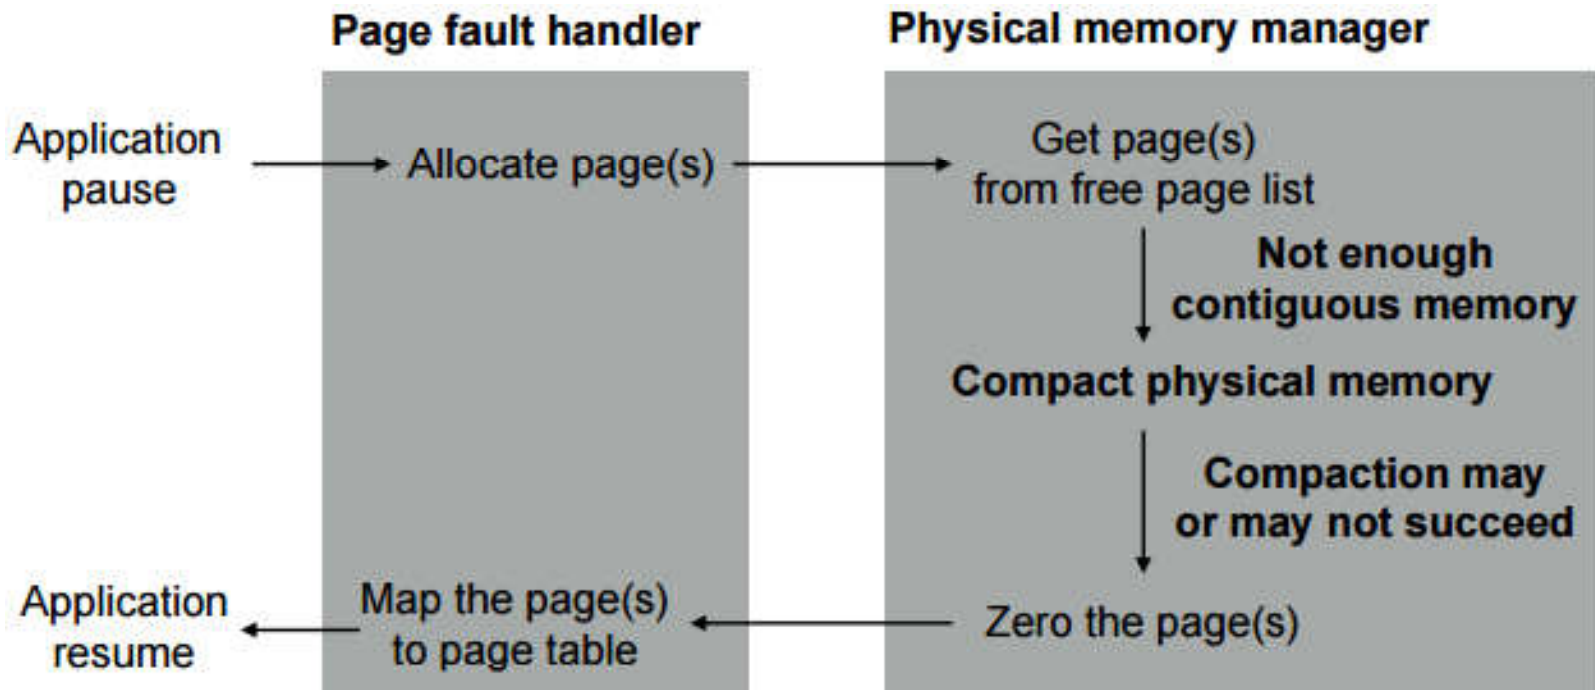 Page fault handler
Physical memory manager
Application
pause
Allocate page(s)
Get page(s)
from free page list
Not enough
contiguous memory
Compact physical memory
Compaction may
or may not succeed
Zero the page(s)
Map the page(s)
to page table
Application
resume